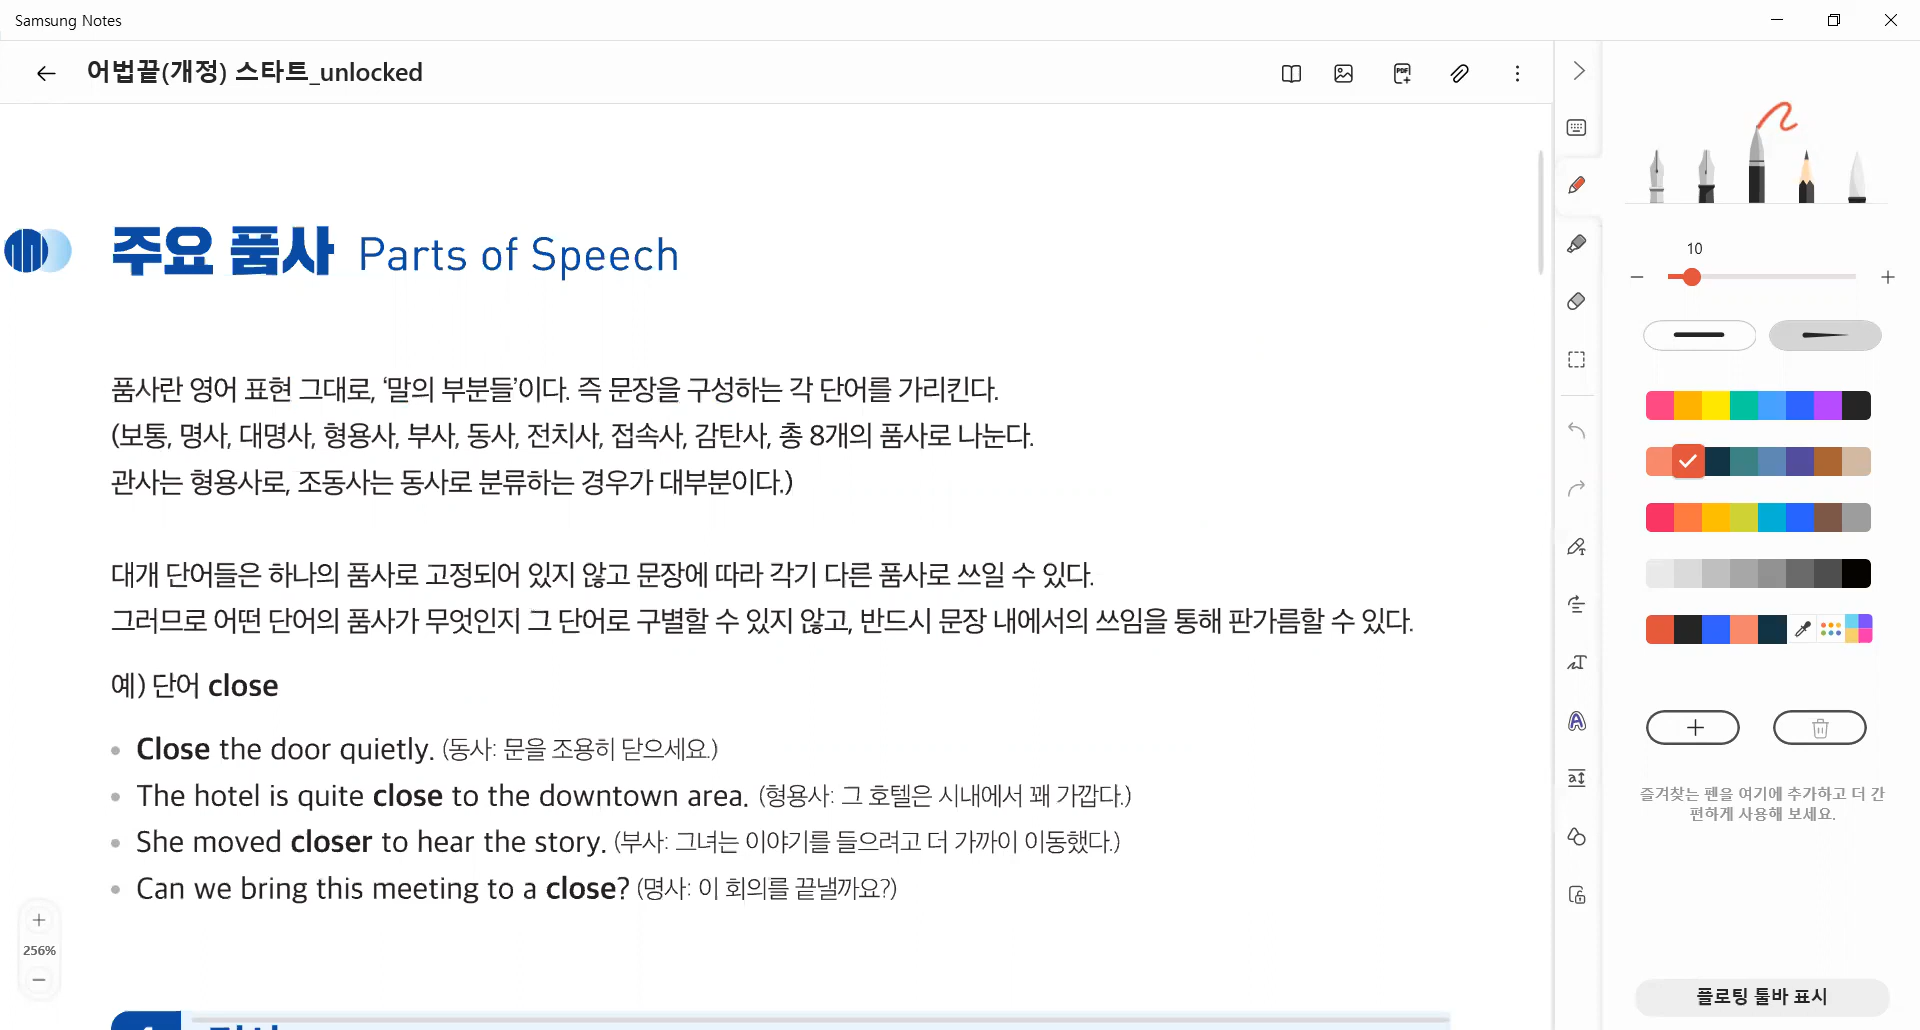 Samsung Notes
어법끝(개정) 스타트_unlocked
주요 품사 Parts of Speech
품사란 영어 표현 그대로, ‘말의 부분들’이다. 즉 문장을 구성하는 각 단어를 가리킨다.
(보통, 명사, 대명사, 형용사, 부사, 동사, 전치사, 접속사, 감탄사, 총 8개의 품사로 나눈다.
관사는 형용사로, 조동사는 동사로 분류하는 경우가 대부분이다.)
대개 단어들은 하나의 품사로 고정되어 있지 않고 문장에 따라 각기 다른 품사로 쓰일 수 있다.
그러므로 어떤 단어의 품사가 무엇인지 그 단어로 구별할 수 있지 않고, 반드시 문장 내에서의 쓰임을 통해 판가름할 수 있다.
예) 단어 close
• Close the door quietly. (동사: 문을 조용히 닫으세요.)
• The hotel is quite close to the downtown area. (형용사: 그 호텔은 시내에서 꽤 가깝다.)
• She moved closer to hear the story. (부사: 그녀는 이야기를 들으려고 더 가까이 이동했다.)
• Can we bring this meeting to a close? (명사: 이 회의를 끝낼까요?)
256%
10
즐겨찾는 펜을 여기에 추가하고 더 간
편하게 사용해 보세요.
플로팅 툴바 표시